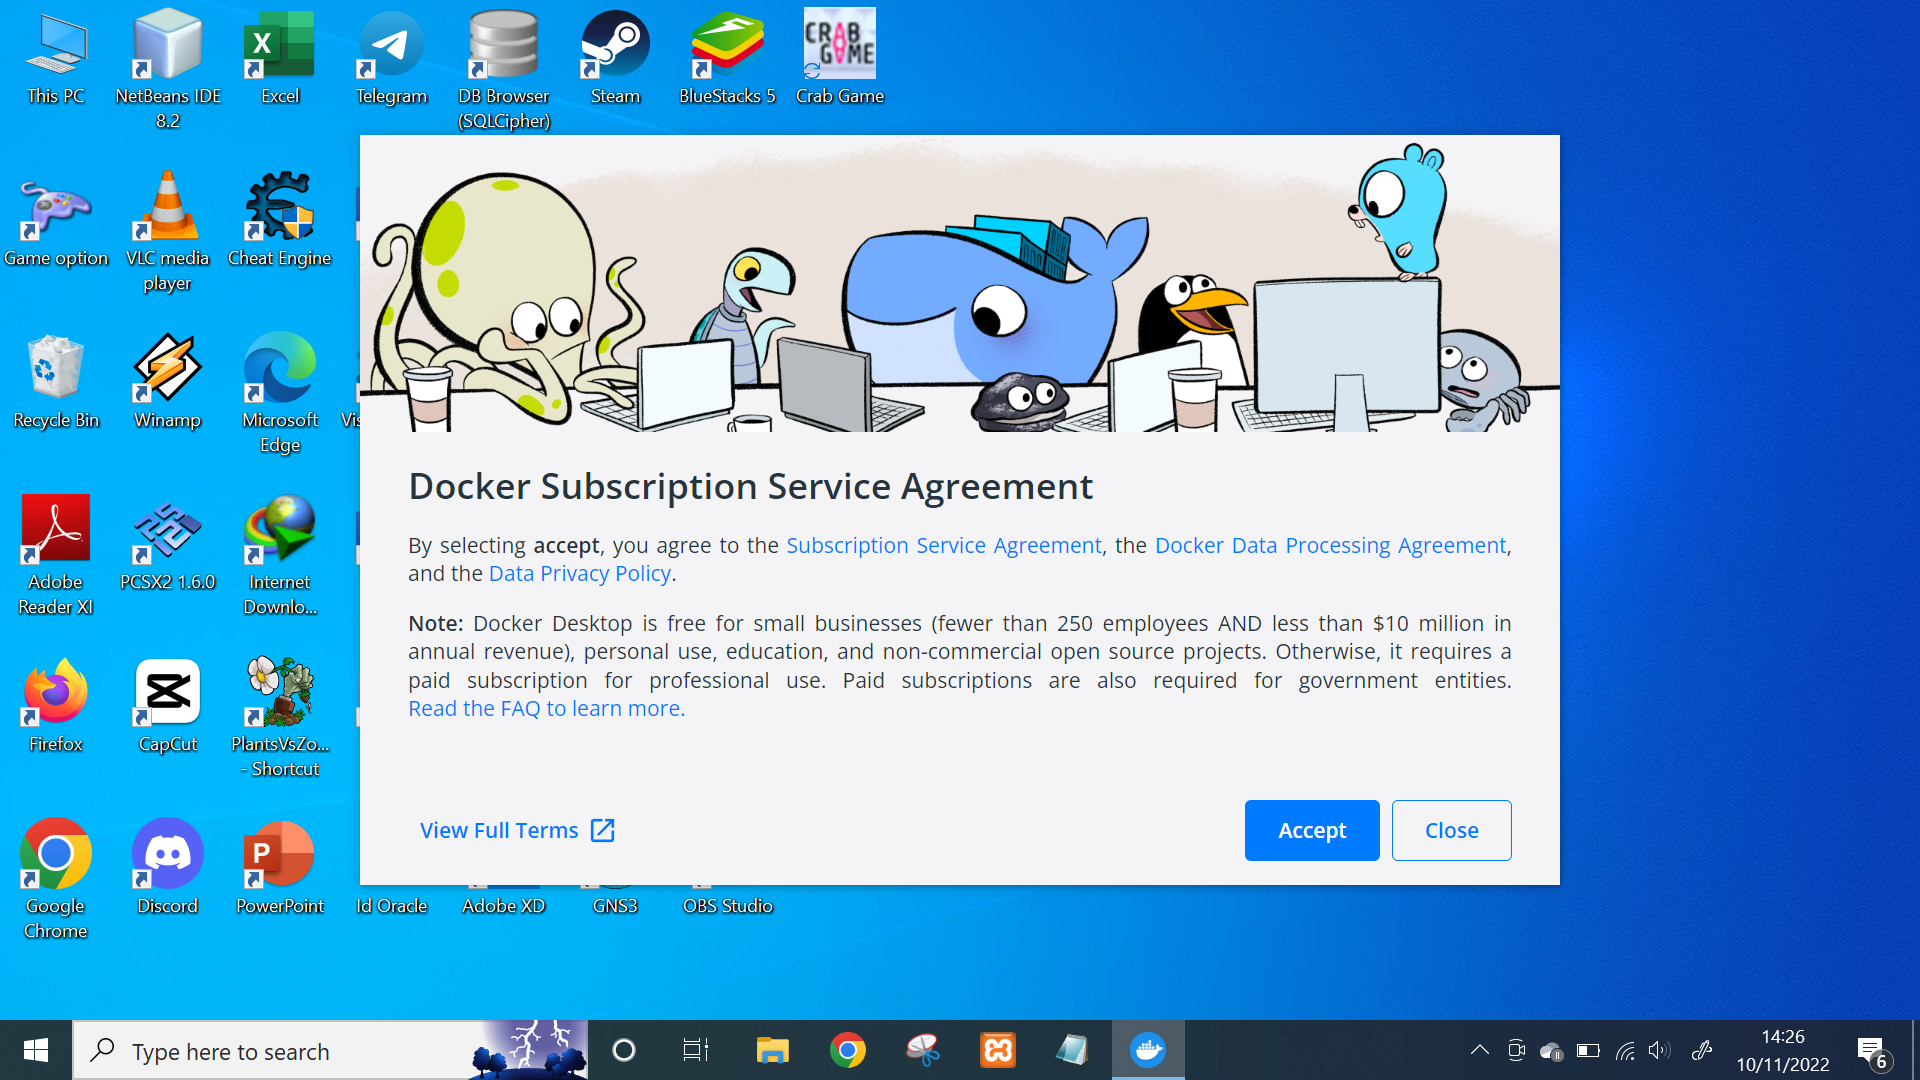 This PC
NetBeans IDE
8.2
Excel
Telegram
DB Browser
(SQLCipher)
Steam
BlueStacks 5
CRAB
GAME
Crab Game
Game option
VLC media
player
Cheat Engine
Recycle Bin
Winamp
Microsoft
Edge
Vis
Adobe
Reader XI
PCSX2 1.6.0
Internet
Downlo...
Firefox
CapCut
PlantsVsZo...
- Shortcut
Google
Chrome
Discord
PowerPoint
Id Oracle
Adobe XD
GNS3
OBS Studio
Docker Subscription Service Agreement
By selecting accept, you agree to the Subscription Service Agreement, the Docker Data Processing Agreement,
and the Data Privacy Policy.
Note: Docker Desktop is free for small businesses (fewer than 250 employees AND less than $10 million in
annual revenue), personal use, education, and non-commercial open source projects. Otherwise, it requires a
paid subscription for professional use. Paid subscriptions are also required for government entities.
Read the FAQ to learn more.
View Full Terms
Accept
Close
Type here to search
14:26
10/11/2022
6